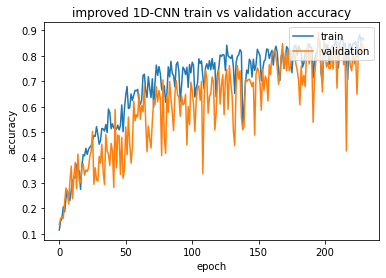 improved 1D-CNN train vs validation accuracy
train
validation
0.9
0.8
0.7
0.6
0.5
0.4
0.3
0.2
0.1
accuracy
0 50 100 150 200
epoch